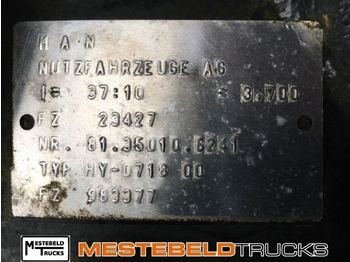 M A N
NUTZFAHRZEUGE AG
I= 37:10 = 3.700
FZ 23427
NR. 81.35010.6241
TYP HY-0718 00
FZ 983377
MESTEBELD
TRUCKS
MESTEBELDTRUCKS